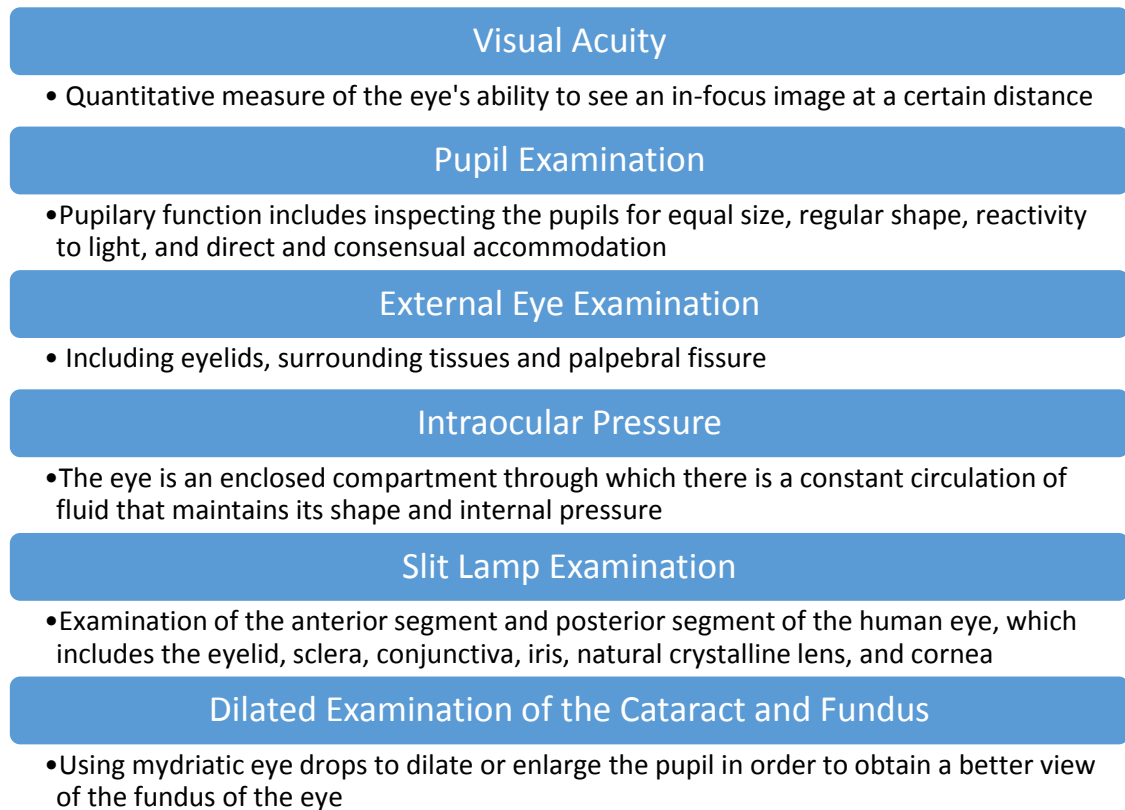 Visual Acuity
• Quantitative measure of the eye's ability to see an in-focus image at a certain distance
Pupil Examination
•Pupilary function includes inspecting the pupils for equal size, regular shape, reactivity
to light, and direct and consensual accommodation
External Eye Examination
• Including eyelids, surrounding tissues and palpebral fissure
Intraocular Pressure
•The eye is an enclosed compartment through which there is a constant circulation of
fluid that maintains its shape and internal pressure
Slit Lamp Examination
•Examination of the anterior segment and posterior segment of the human eye, which
includes the eyelid, sclera, conjunctiva, iris, natural crystalline lens, and cornea
Dilated Examination of the Cataract and Fundus
•Using mydriatic eye drops to dilate or enlarge the pupil in order to obtain a better view
of the fundus of the eye